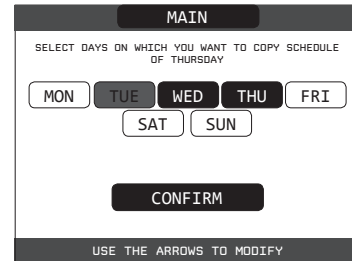 MAIN
SELECT DAYS ON WHICH YOU WANT TO COPY SCHEDULE
OF THURSDAY
MON TUE WED THU FRI
SAT SUN
CONFIRM
USE THE ARROWS TO MODIFY